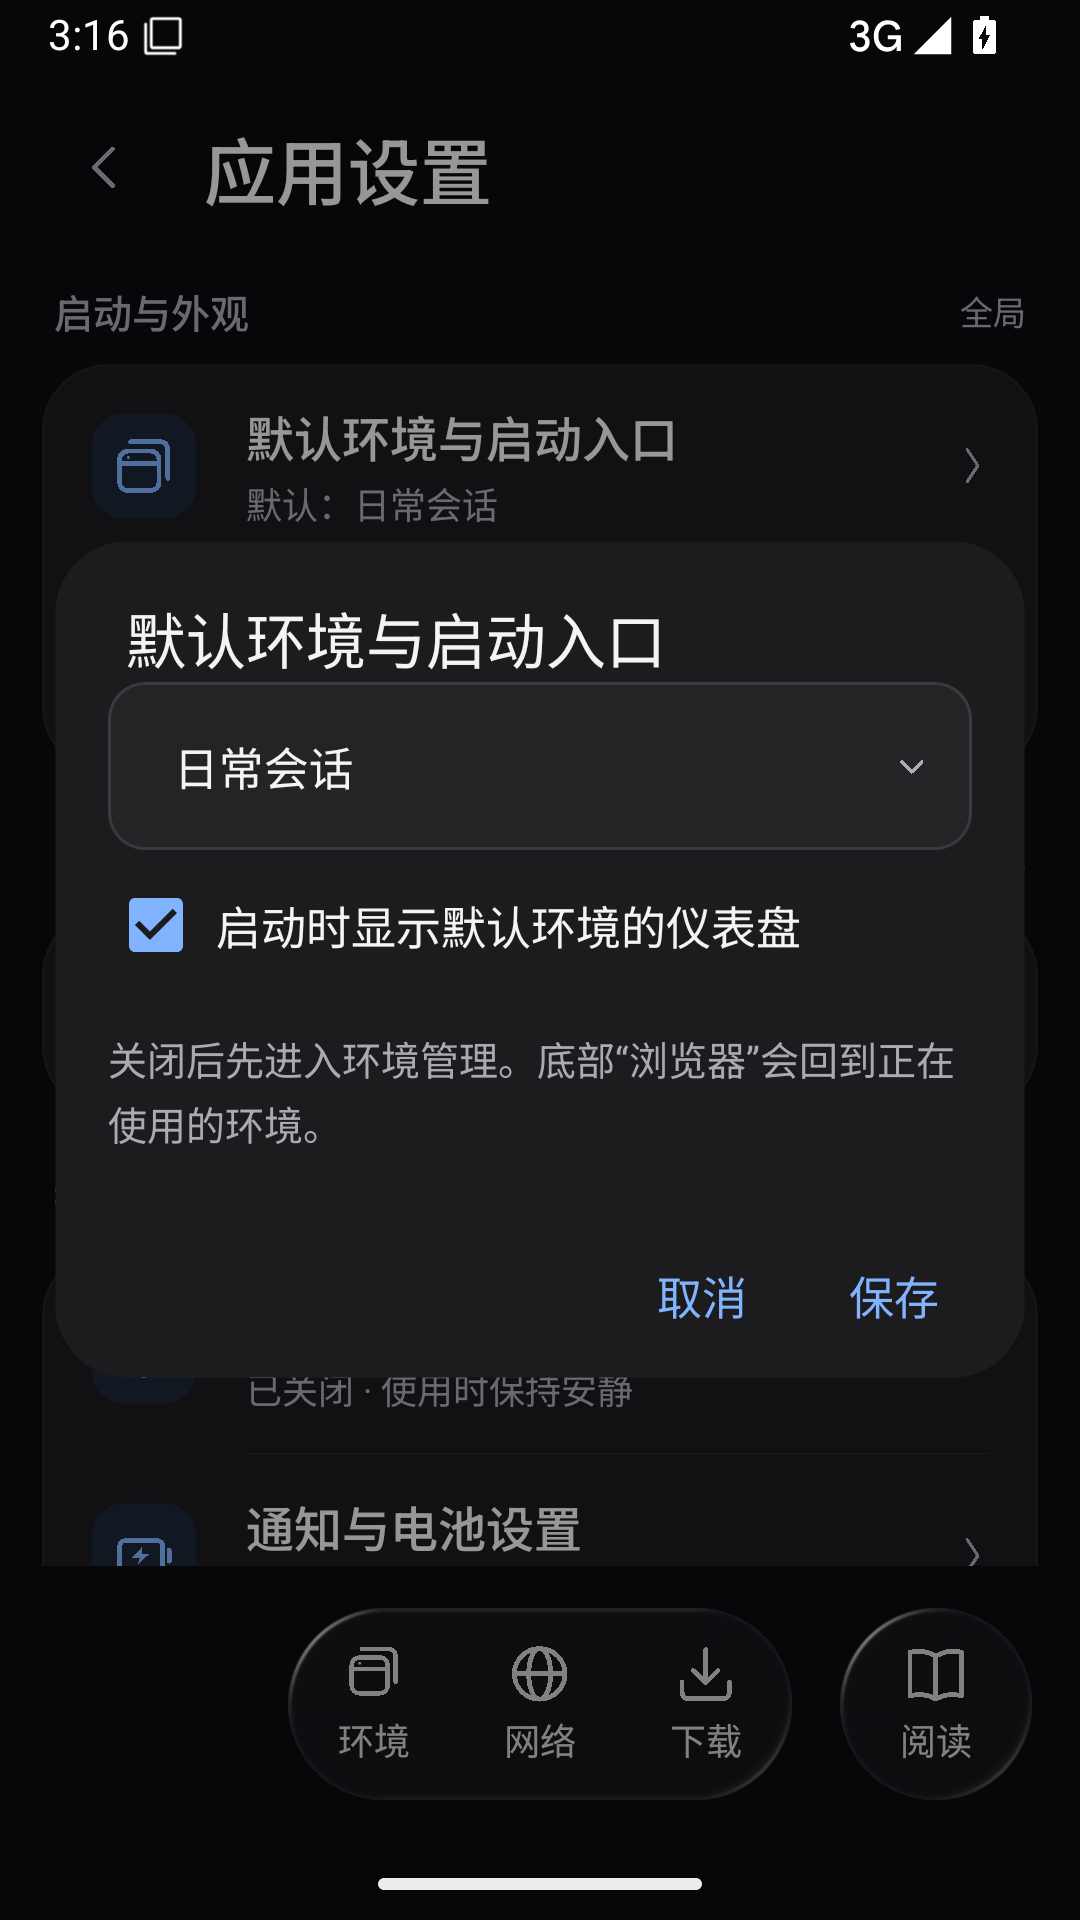 3:16
3G
应用设置
启动与外观
全局
默认环境与启动入口
默认：日常会话
默认环境与启动入口
日常会话
启动时显示默认环境的仪表盘
关闭后先进入环境管理。底部“浏览器”会回到正在
使用的环境。
取消
保存
已关闭 · 使用时保持安静
通知与电池设置
环境
网络
下载
阅读